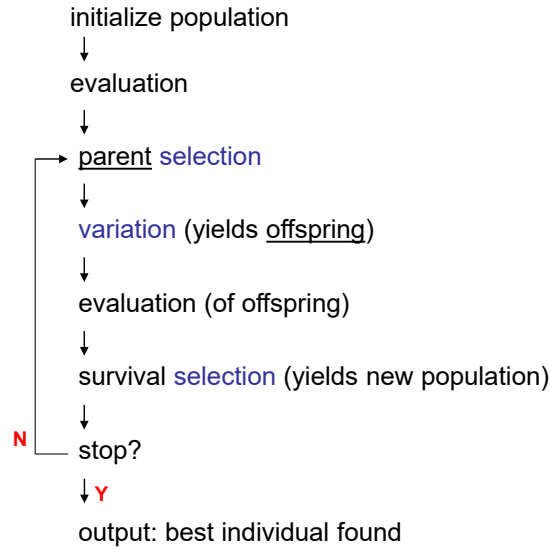 initialize population
evaluation
parent selection
variation (yields offspring)
evaluation (of offspring)
survival selection (yields new population)
N
stop?
Y
output: best individual found